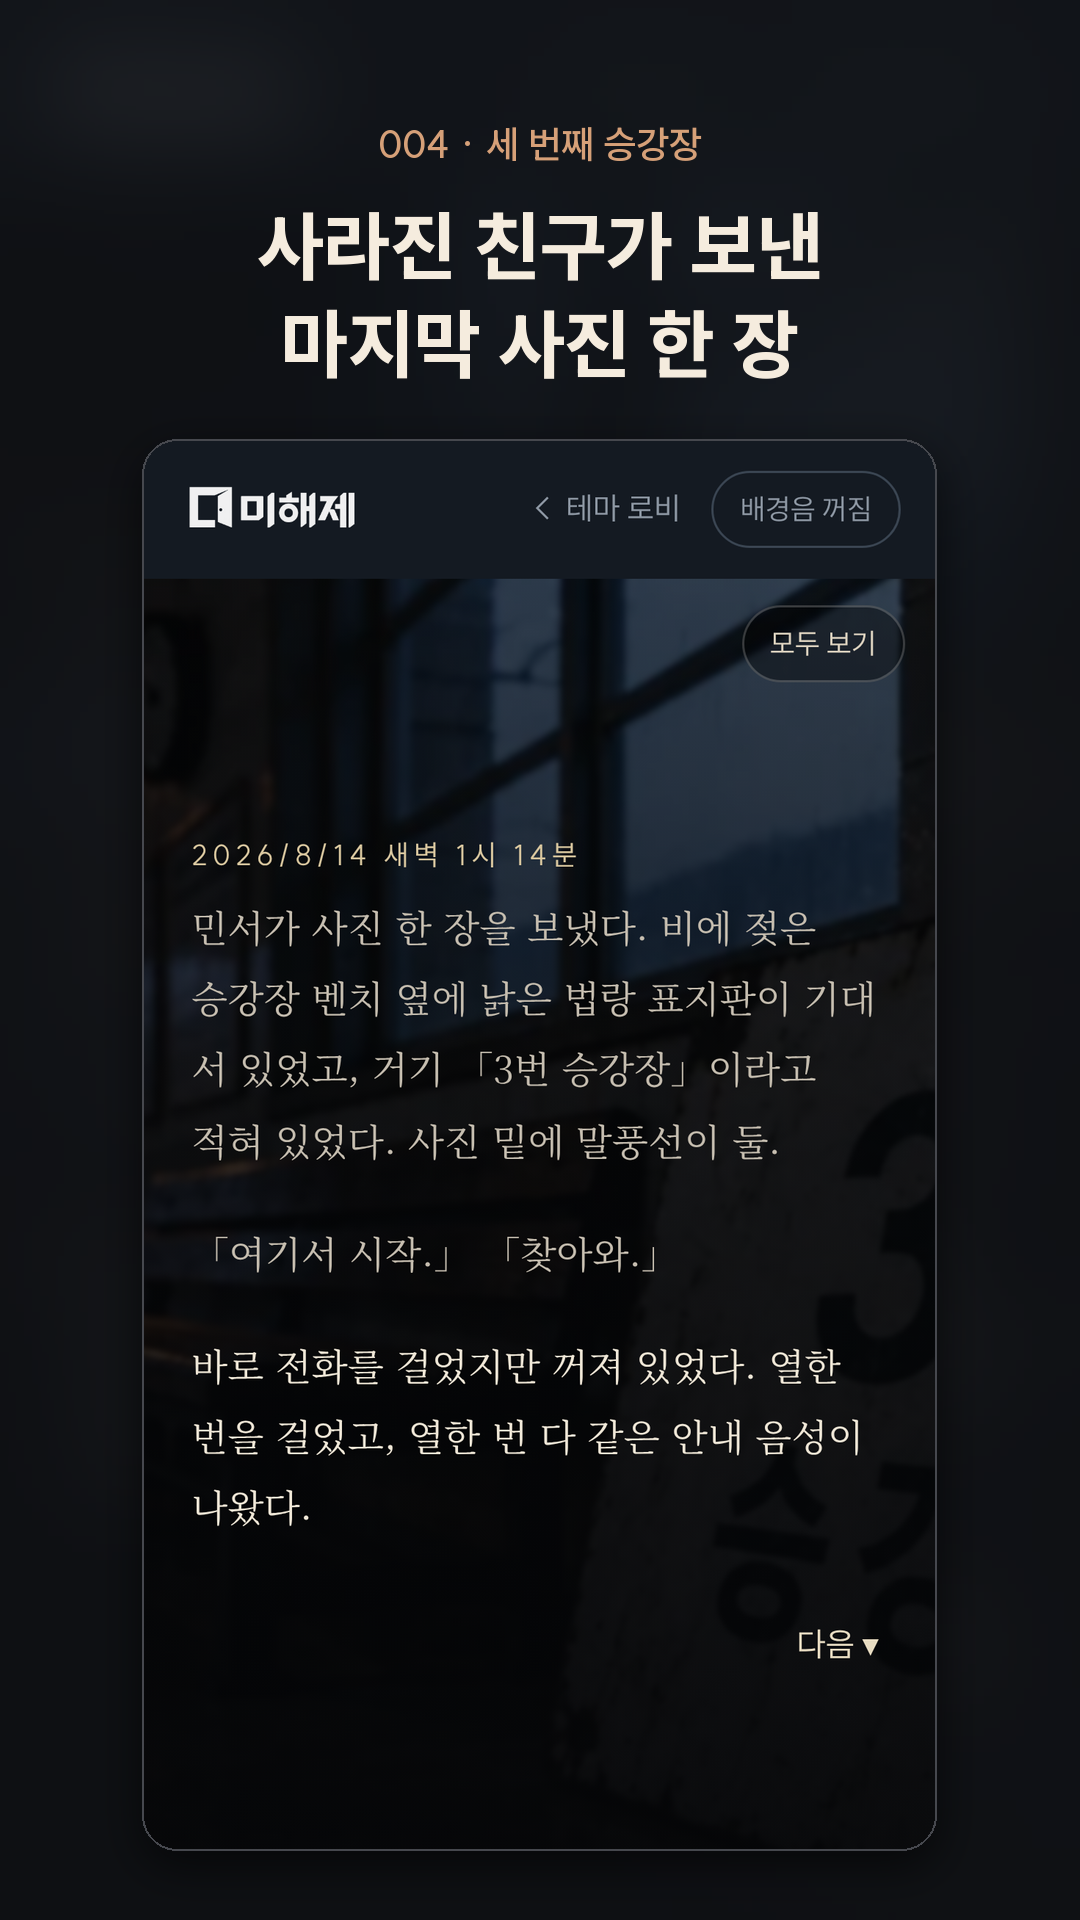 004 · 세 번째 승강장
사라진 친구가 보낸
마지막 사진 한 장
미해제
테마 로비
배경음 꺼짐
모두 보기
2026/8/14 새벽 1시 14분
민서가 사진 한 장을 보냈다. 비에 젖은
승강장 벤치 옆에 낡은 법랑 표지판이 기대
서 있었고, 거기 「3번 승강장」이라고
적혀 있었다. 사진 밑에 말풍선이 둘.
「여기서 시작.」 「찾아와.」
바로 전화를 걸었지만 꺼져 있었다. 열한
번을 걸었고, 열한 번 다 같은 안내 음성이
나왔다.
3
승강
다음 ▾